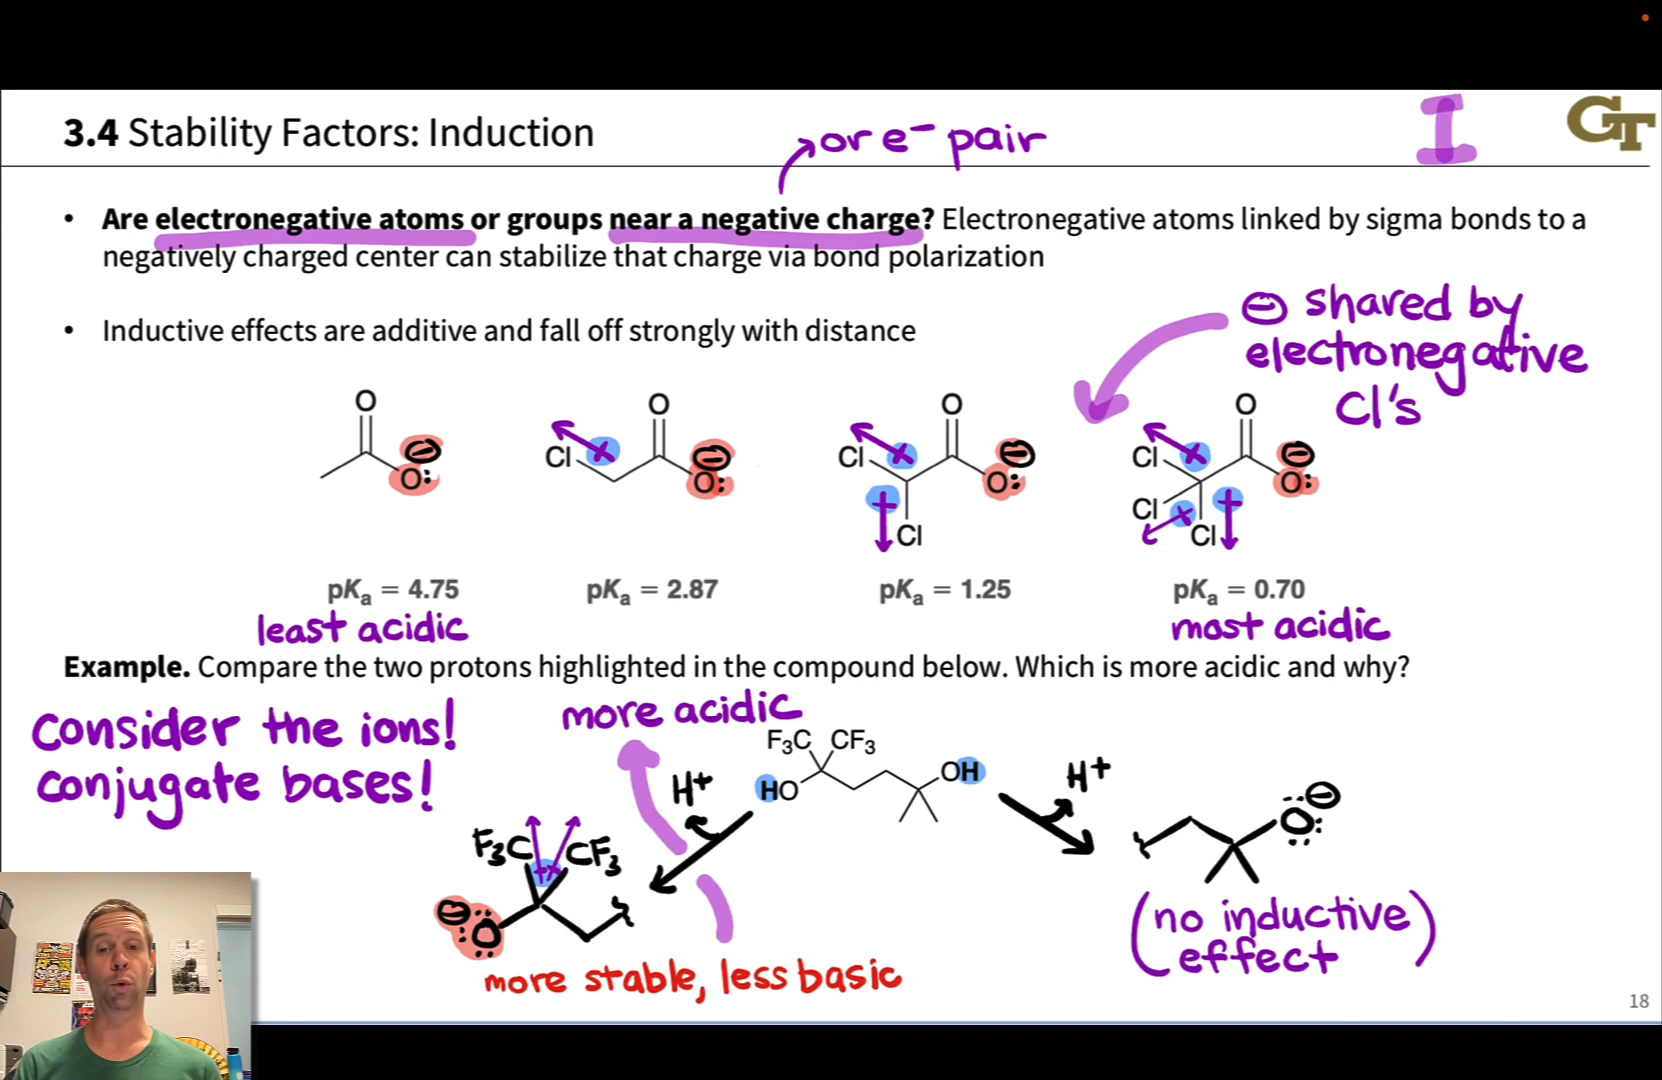 3.4 Stability Factors: Induction
or e⁻ pair
I
GT
• Are electronegative atoms or groups near a negative charge? Electronegative atoms linked by sigma bonds to a
negatively charged center can stabilize that charge via bond polarization
• Inductive effects are additive and fall off strongly with distance
⊖ shared by
electronegative
Cl's
O
O:
⊖
O
Cl
O:
⊖
O
Cl
Cl
O:
⊖
O
Cl
Cl
Cl
O:
⊖
pKa = 4.75
pKa = 2.87
pKa = 1.25
pKa = 0.70
least acidic
most acidic
Example. Compare the two protons highlighted in the compound below. Which is more acidic and why?
Consider the ions!
conjugate bases!
more acidic
F3C CF3
HO
OH
H+
H+
F3C CF3
⊖
:O:
:O:
⊖
(no inductive
effect)
more stable, less basic
18